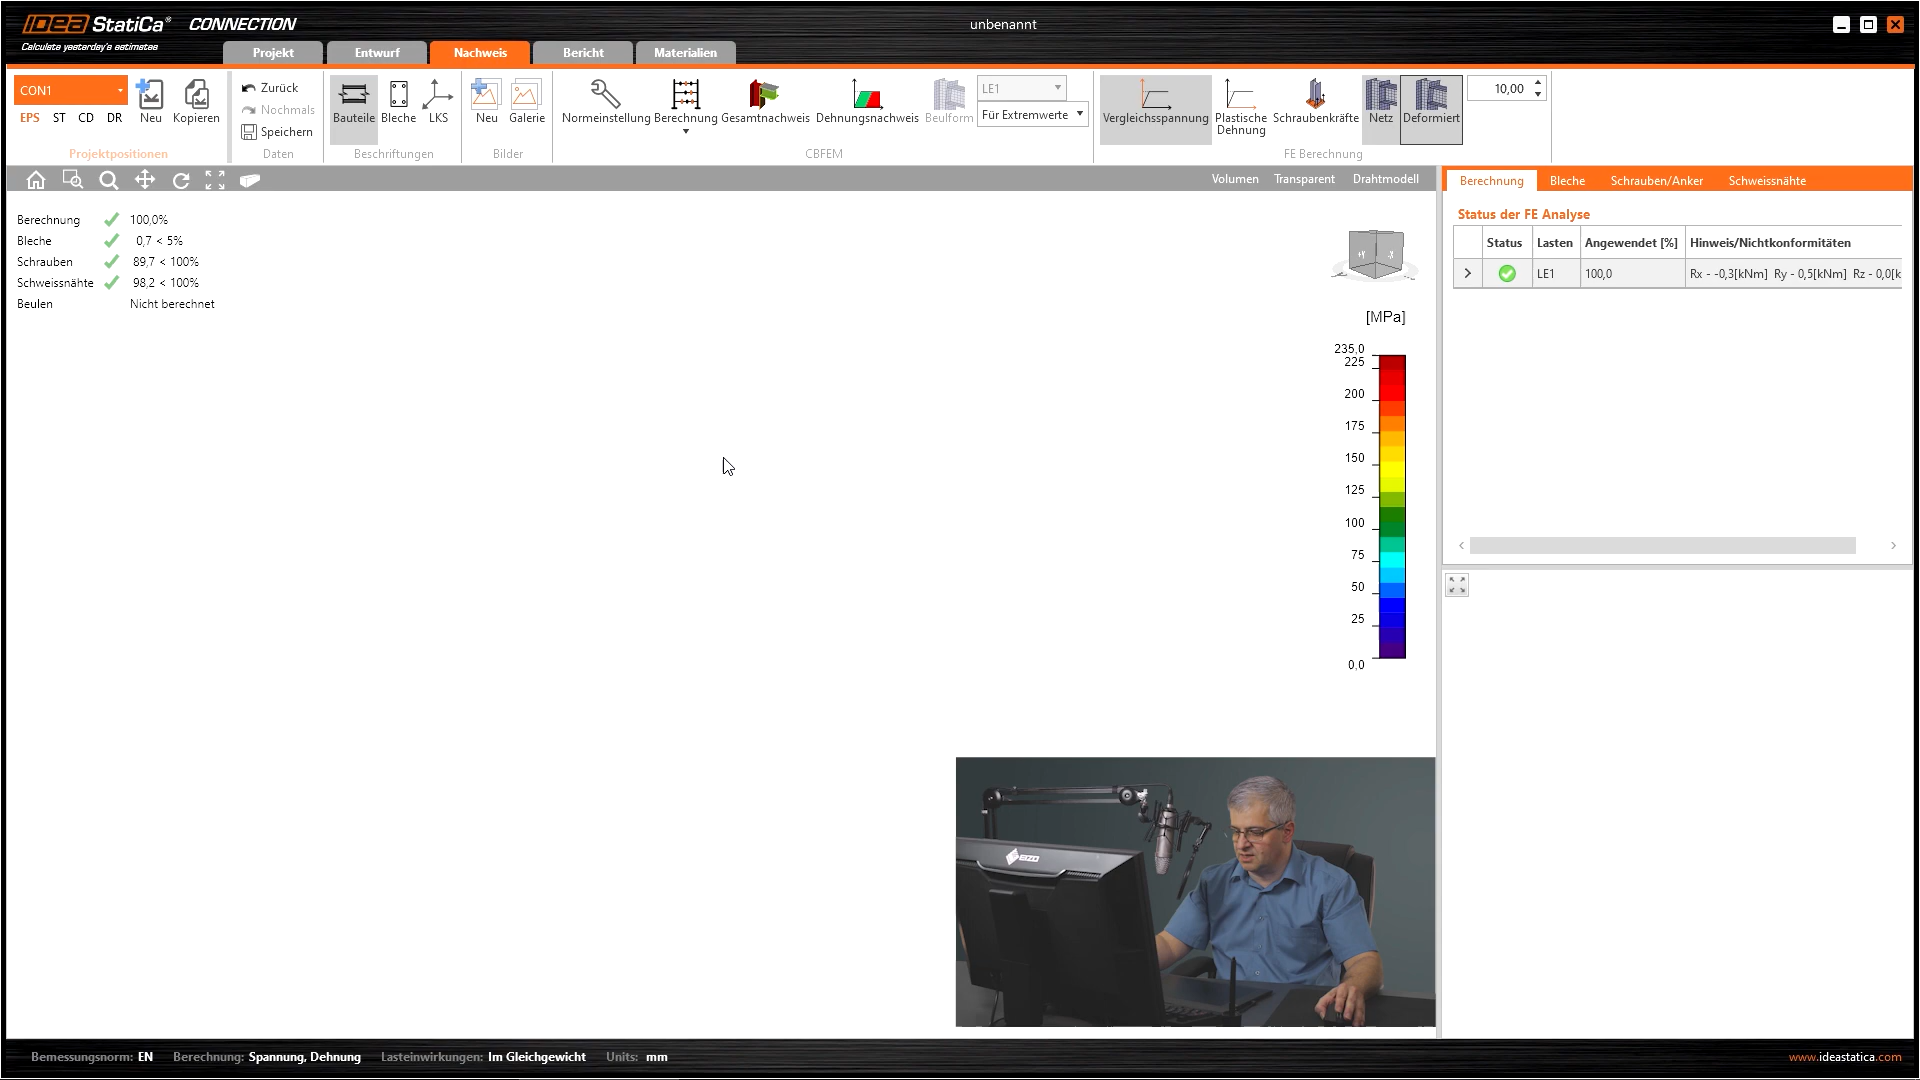 IDEA StatiCa® CONNECTION
Calculate yesterday's estimates
unbenannt
Projekt Entwurf Nachweis Bericht Materialien
CON1
EPS ST CD DR
Neu Kopieren
Projektpositionen
Zurück
Nochmals
Speichern
Daten
Bauteile Bleche LKS
Beschriftungen
Neu Galerie
Bilder
Normeinstellung Berechnung Gesamtnachweis Dehnungsnachweis Beulform
LE1
Für Extremwerte
CBFEM
Vergleichsspannung Plastische Dehnung Schraubenkräfte Netz Deformiert
10,00
FE Berechnung
Volumen Transparent Drahtmodell
Berechnung 100,0%
Bleche 0,7 < 5%
Schrauben 89,7 < 100%
Schweissnähte 98,2 < 100%
Beulen Nicht berechnet
+Y -X
[MPa]
235,0
225
200
175
150
125
100
75
50
25
0,0
Berechnung Bleche Schrauben/Anker Schweissnähte
Status der FE Analyse
Status Lasten Angewendet [%] Hinweis/Nichtkonformitäten
LE1 100,0 Rx - -0,3[kNm] Ry - 0,5[kNm] Rz - 0,0[k
EIZO
Bemessungsnorm: EN Berechnung: Spannung, Dehnung Lasteinwirkungen: Im Gleichgewicht Units: mm
www.ideastatica.com